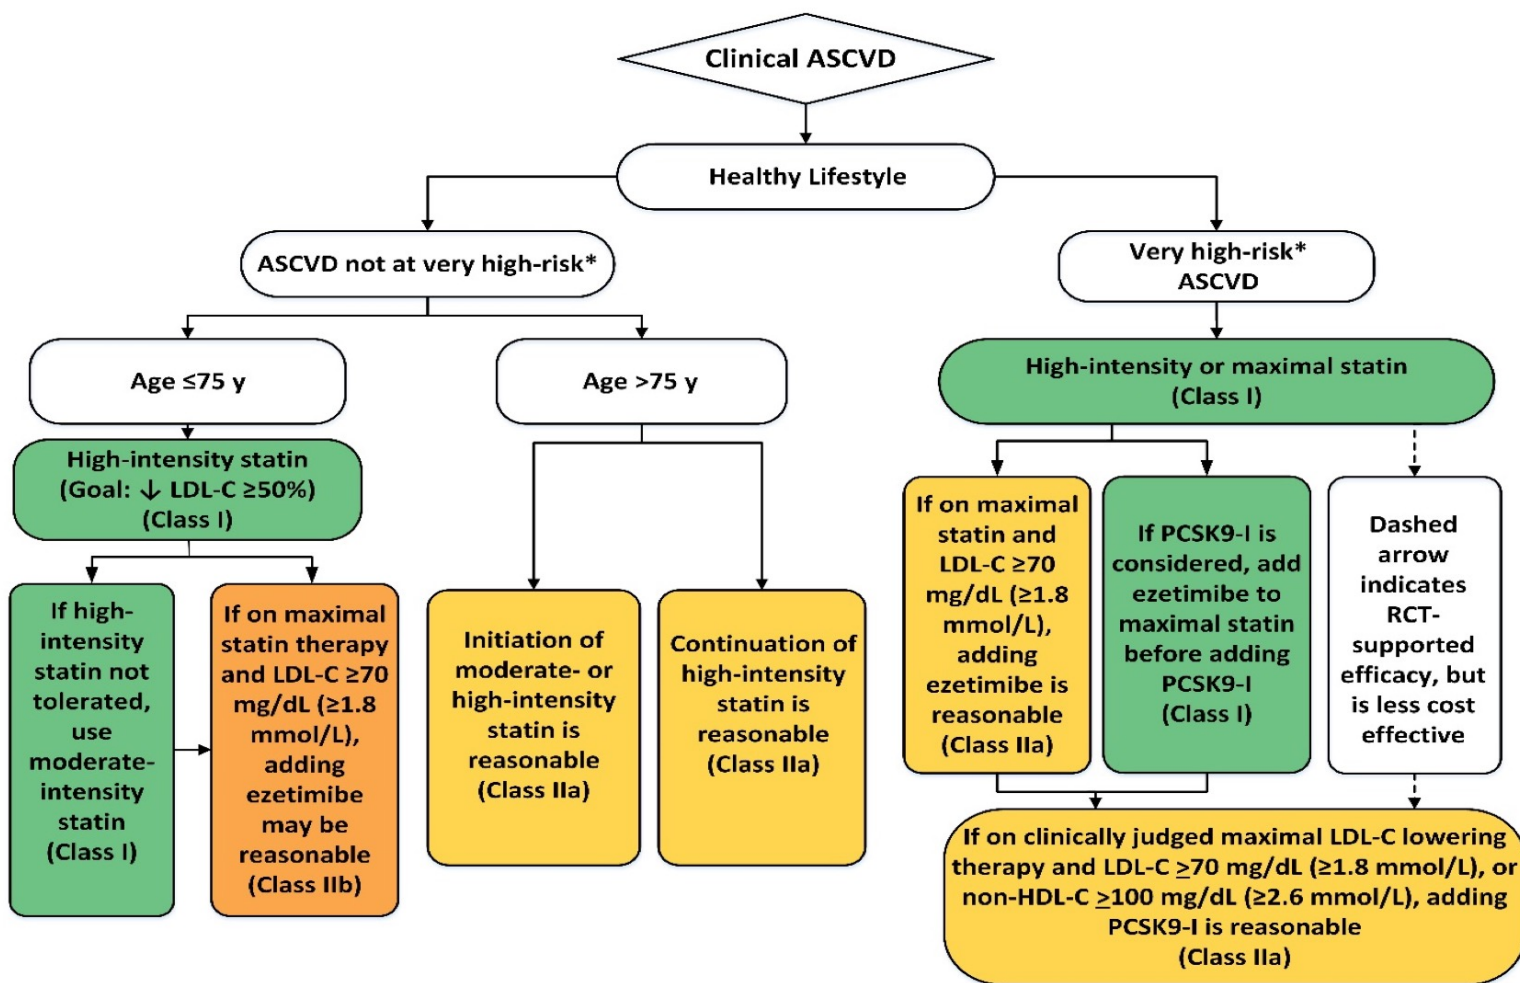 Clinical ASCVD
Healthy Lifestyle
ASCVD not at very high-risk*
Very high-risk*
ASCVD
Age ≤75 y
Age >75 y
High-intensity or maximal statin
(Class I)
High-intensity statin
(Goal: ↓ LDL-C ≥50%)
(Class I)
If high-
intensity
statin not
tolerated,
use
moderate-
intensity
statin
(Class I)
If on maximal
statin therapy
and LDL-C ≥70
mg/dL (≥1.8
mmol/L),
adding
ezetimibe
may be
reasonable
(Class IIb)
Initiation of
moderate- or
high-intensity
statin is
reasonable
(Class IIa)
Continuation of
high-intensity
statin is
reasonable
(Class IIa)
If on maximal
statin and
LDL-C ≥70
mg/dL (≥1.8
mmol/L),
adding
ezetimibe is
reasonable
(Class IIa)
If PCSK9-I is
considered, add
ezetimibe to
maximal statin
before adding
PCSK9-I
(Class I)
Dashed
arrow
indicates
RCT-
supported
efficacy, but
is less cost
effective
If on clinically judged maximal LDL-C lowering
therapy and LDL-C ≥70 mg/dL (≥1.8 mmol/L), or
non-HDL-C ≥100 mg/dL (≥2.6 mmol/L), adding
PCSK9-I is reasonable
(Class IIa)